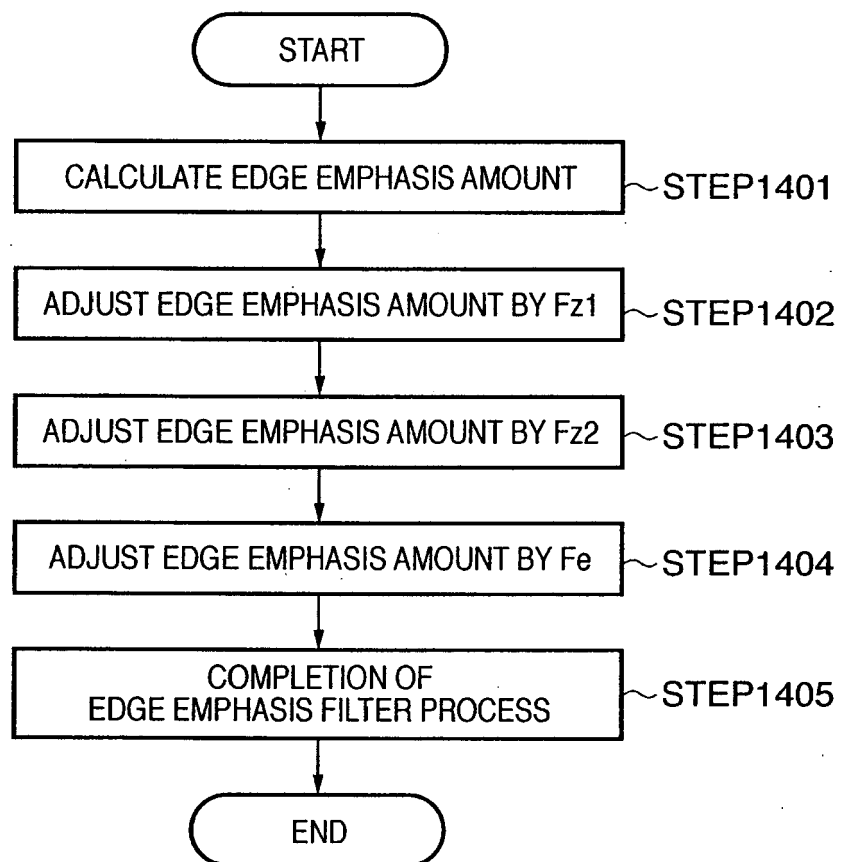 START
CALCULATE EDGE EMPHASIS AMOUNT
STEP1401
ADJUST EDGE EMPHASIS AMOUNT BY Fz1
STEP1402
ADJUST EDGE EMPHASIS AMOUNT BY Fz2
STEP1403
ADJUST EDGE EMPHASIS AMOUNT BY Fe
STEP1404
COMPLETION OF
EDGE EMPHASIS FILTER PROCESS
STEP1405
END